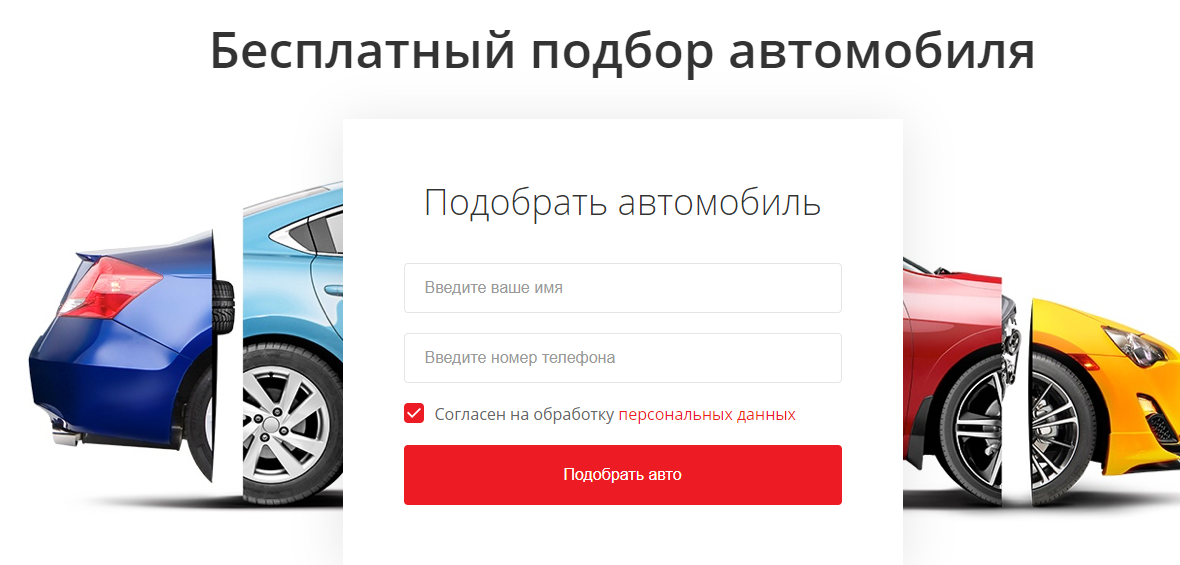 Бесплатный подбор автомобиля
Подобрать автомобиль
Введите ваше имя
Введите номер телефона
Согласен на обработку персональных данных
Подобрать авто